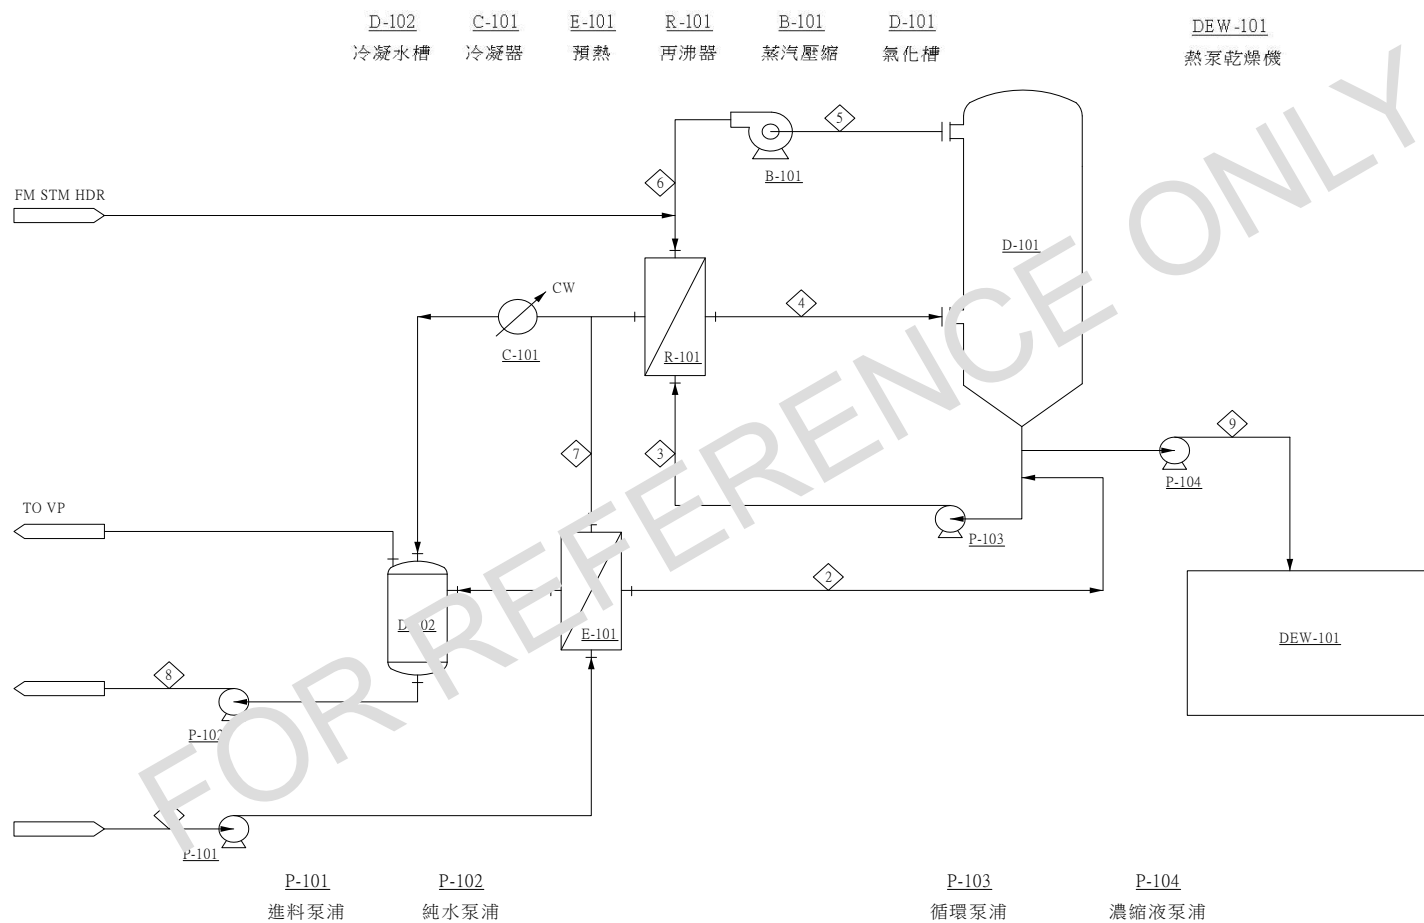 D-102 C-101 E-101 R-101 B-101 D-101 DEW-101
冷凝水槽 冷凝器 預熱 再沸器 蒸汽壓縮 氣化槽 熱泵乾燥機
5
B-101
6
FM STM HDR
D-101
CW
4
C-101
R-101
9
7
3
P-104
TO VP
P-103
2
D-102
E-101
DEW-101
8
P-102
P-101
P-101 P-102 P-103 P-104
進料泵浦 純水泵浦 循環泵浦 濃縮液泵浦
FOR REFERENCE ONLY